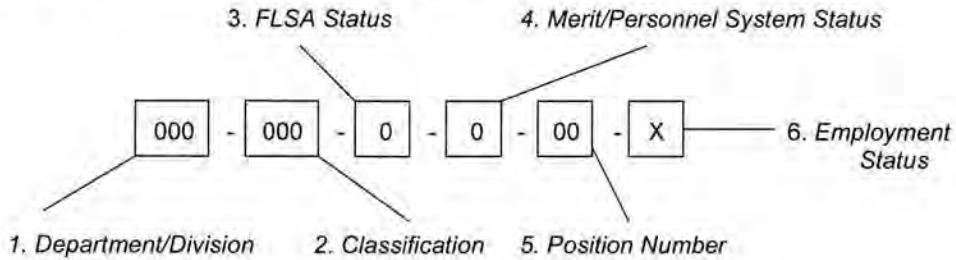 3. FLSA Status
4. Merit/Personnel System Status
000 - 000 - 0 - 0 - 00 - X
6. Employment
Status
1. Department/Division
2. Classification
5. Position Number